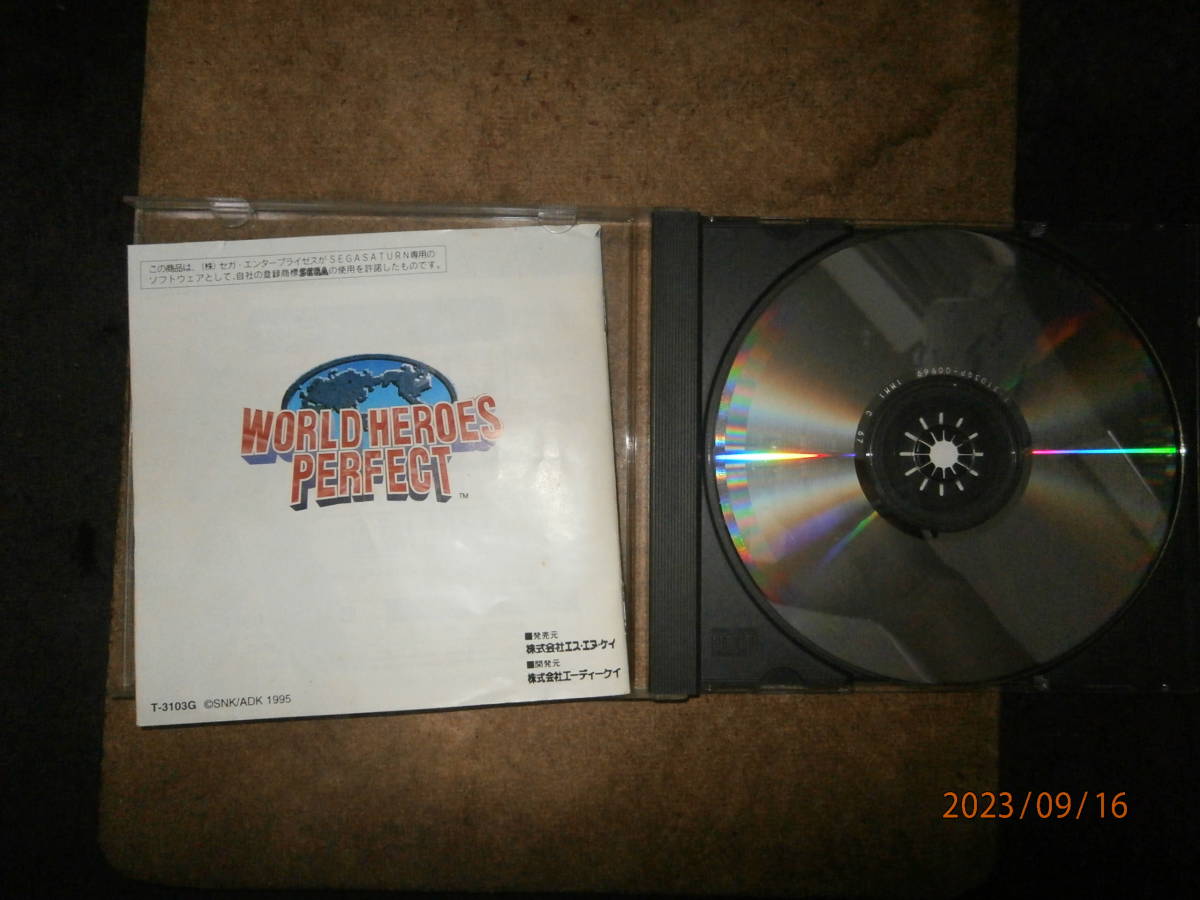 この商品は、(株)セガ・エンタープライゼスがSEGASATURN専用の
ソフトウェアとして、自社の登録商標SEGAの使用を許諾したものです。
WORLD HEROES
PERFECT
™
■発売元
株式会社エス・エヌ・ケイ
■開発元
株式会社エーディーケイ
T-3103G ©SNK/ADK 1995
1MM1 C 67
2023/09/16